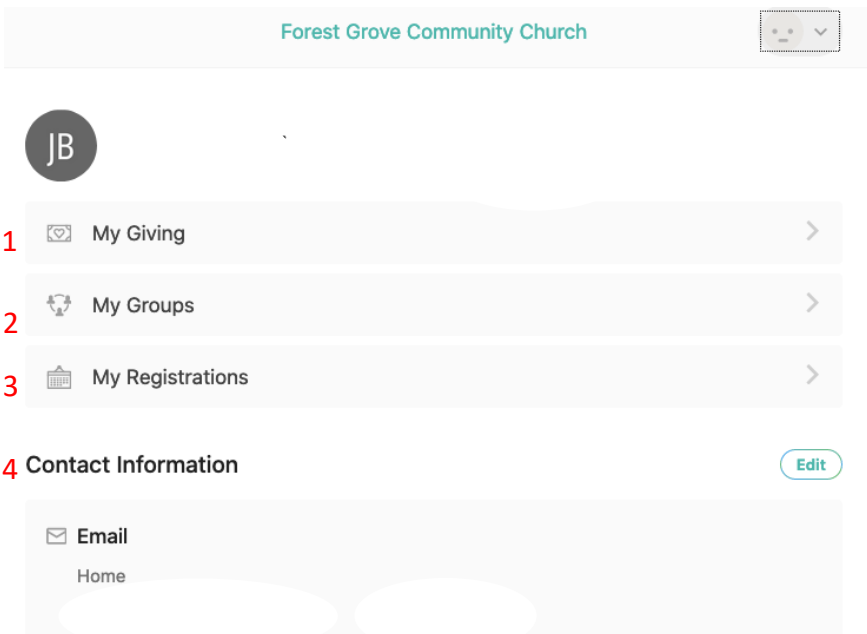 Forest Grove Community Church
JB
`
1 My Giving
2 My Groups
3 My Registrations
4 Contact Information Edit
Email
Home